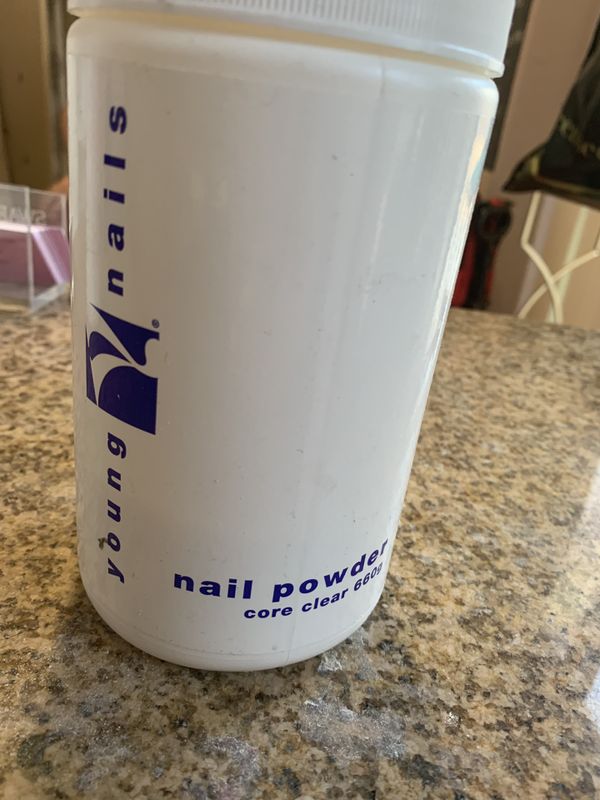 young nails®
nail powder
core clear 660g